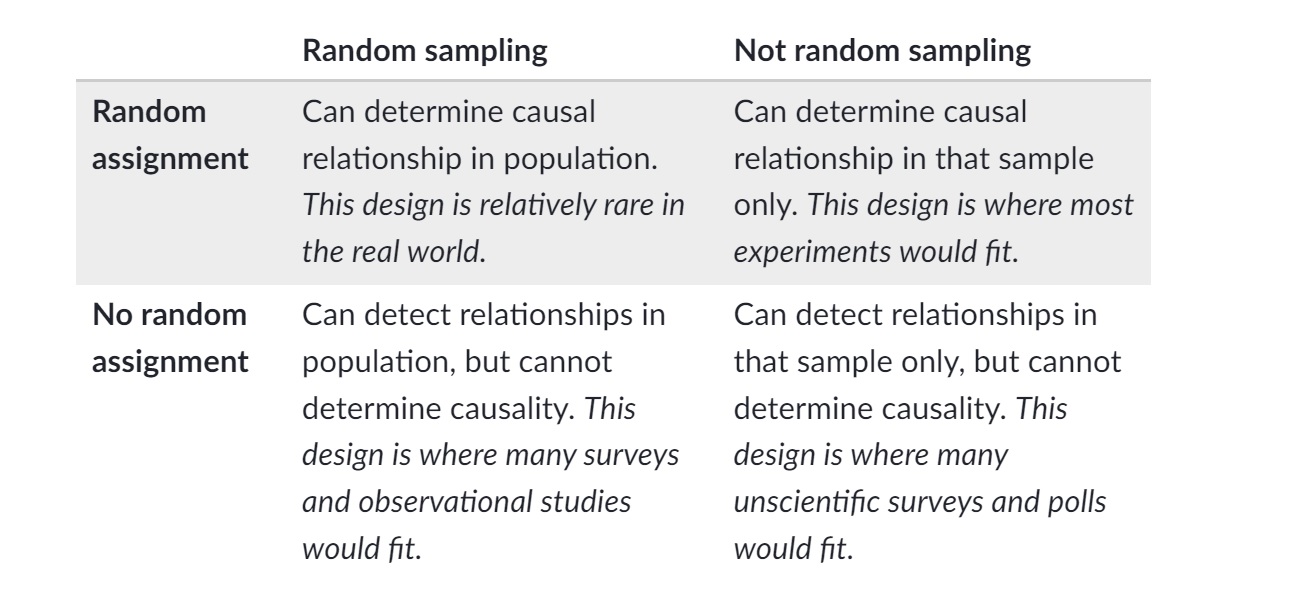 Random sampling Not random sampling
Random Can determine causal Can determine causal
assignment relationship in population. relationship in that sample
This design is relatively rare in only. This design is where most
the real world. experiments would fit.
No random Can detect relationships in Can detect relationships in
assignment population, but cannot that sample only, but cannot
determine causality. This determine causality. This
design is where many surveys design is where many
and observational studies unscientific surveys and polls
would fit. would fit.